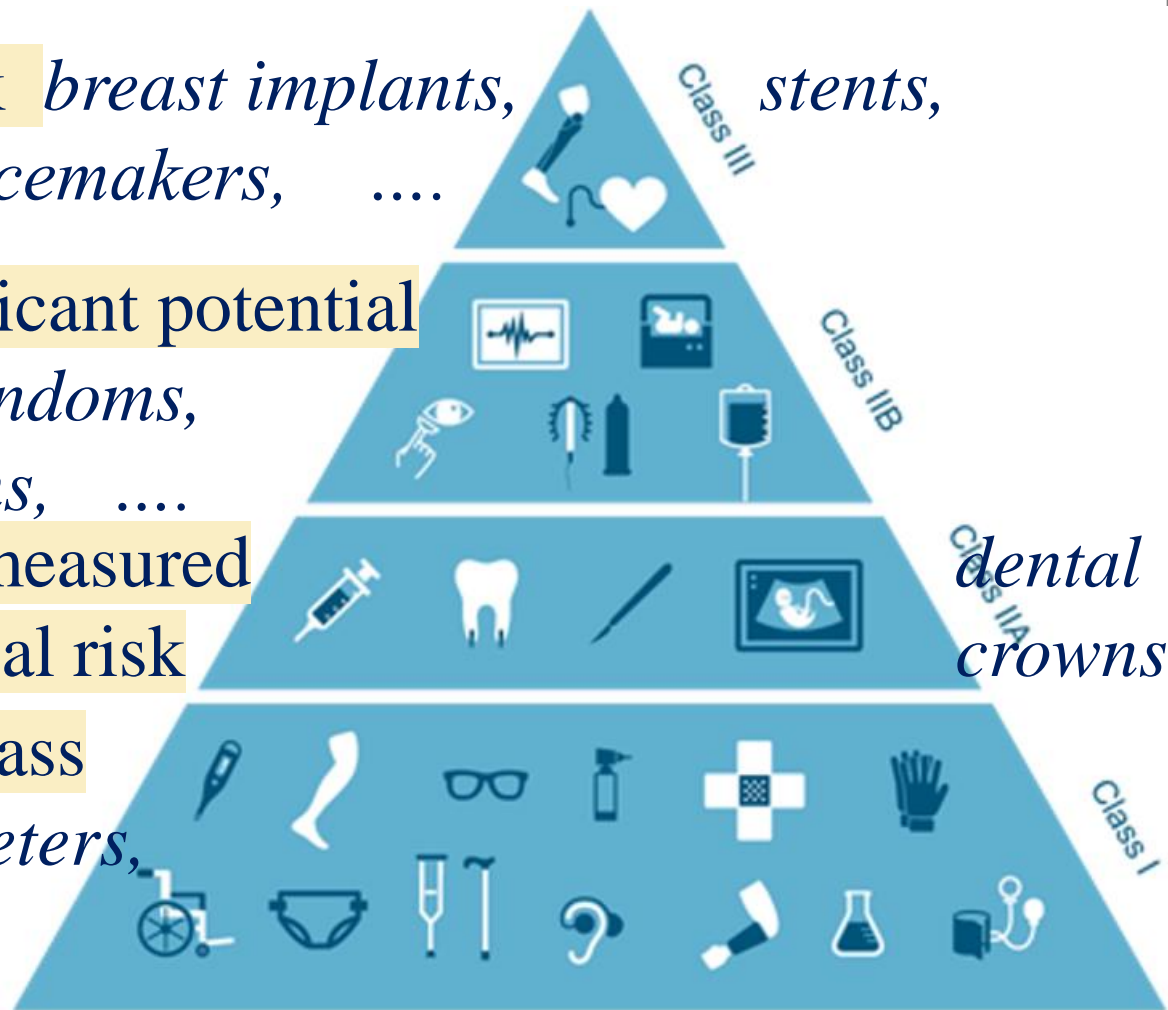 breast implants, stents,
cemakers, ....
Class III
icant potential
ndoms,
Class IIB
s, ....
measured
dental
al risk
crowns
Class IIA
ass
eters,
Class I